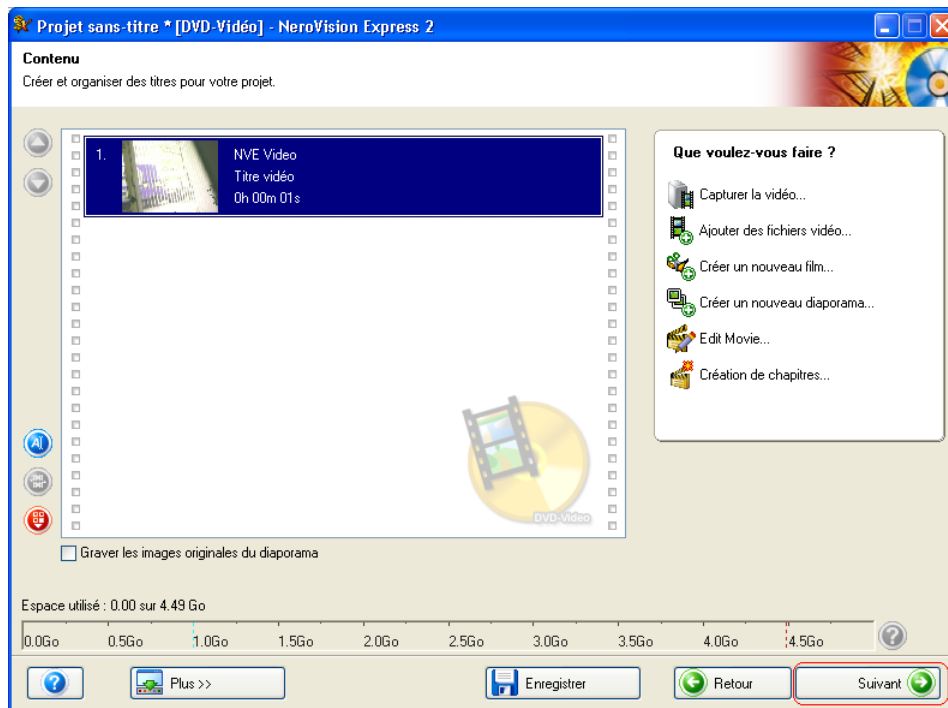 Projet sans-titre * [DVD-Vidéo] - NeroVision Express 2
Contenu
Créer et organiser des titres pour votre projet.
1.
NVE Video
Titre vidéo
0h 00m 01s
DVD-Video
Graver les images originales du diaporama
Que voulez-vous faire ?
Capturer la vidéo...
Ajouter des fichiers vidéo...
Créer un nouveau film...
Créer un nouveau diaporama...
Edit Movie...
Création de chapitres...
Espace utilisé : 0.00 sur 4.49 Go
0.0Go 0.5Go 1.0Go 1.5Go 2.0Go 2.5Go 3.0Go 3.5Go 4.0Go 4.5Go
Plus >> Enregistrer Retour Suivant